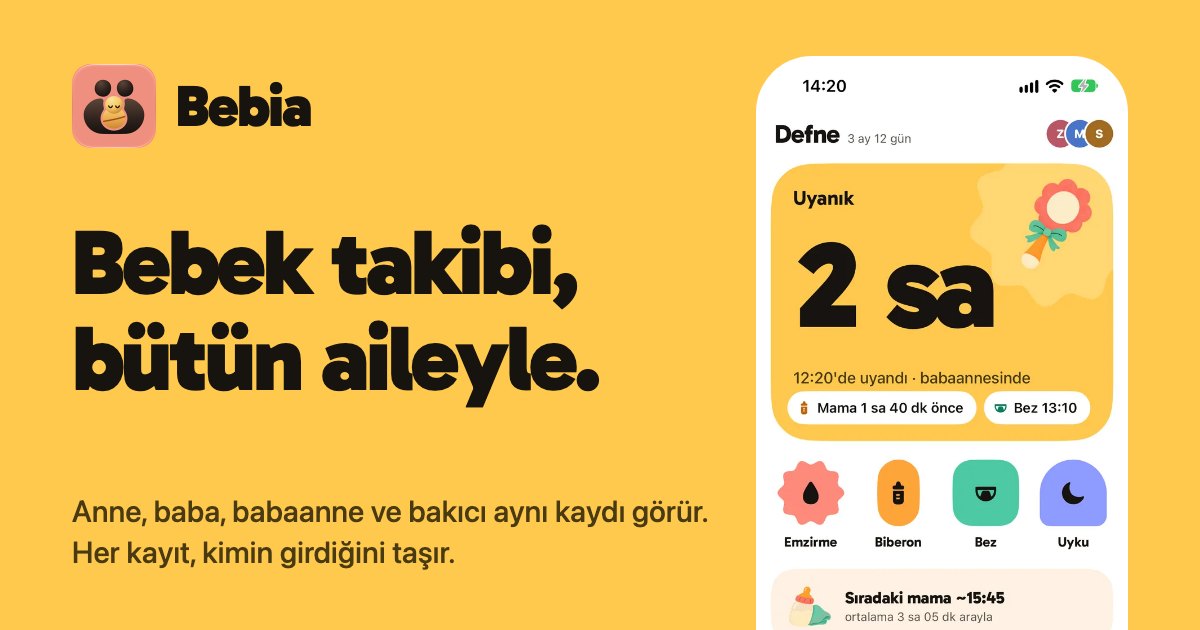 Bebia
Bebek takibi,
bütün aileyle.
Anne, baba, babaanne ve bakıcı aynı kaydı görür.
Her kayıt, kimin girdiğini taşır.
14:20
Defne 3 ay 12 gün
Z M S
Uyanık
2 sa
12:20'de uyandı · babaannesinde
Mama 1 sa 40 dk önce
Bez 13:10
Emzirme
Biberon
Bez
Uyku
Sıradaki mama ~15:45
ortalama 3 sa 05 dk arayla